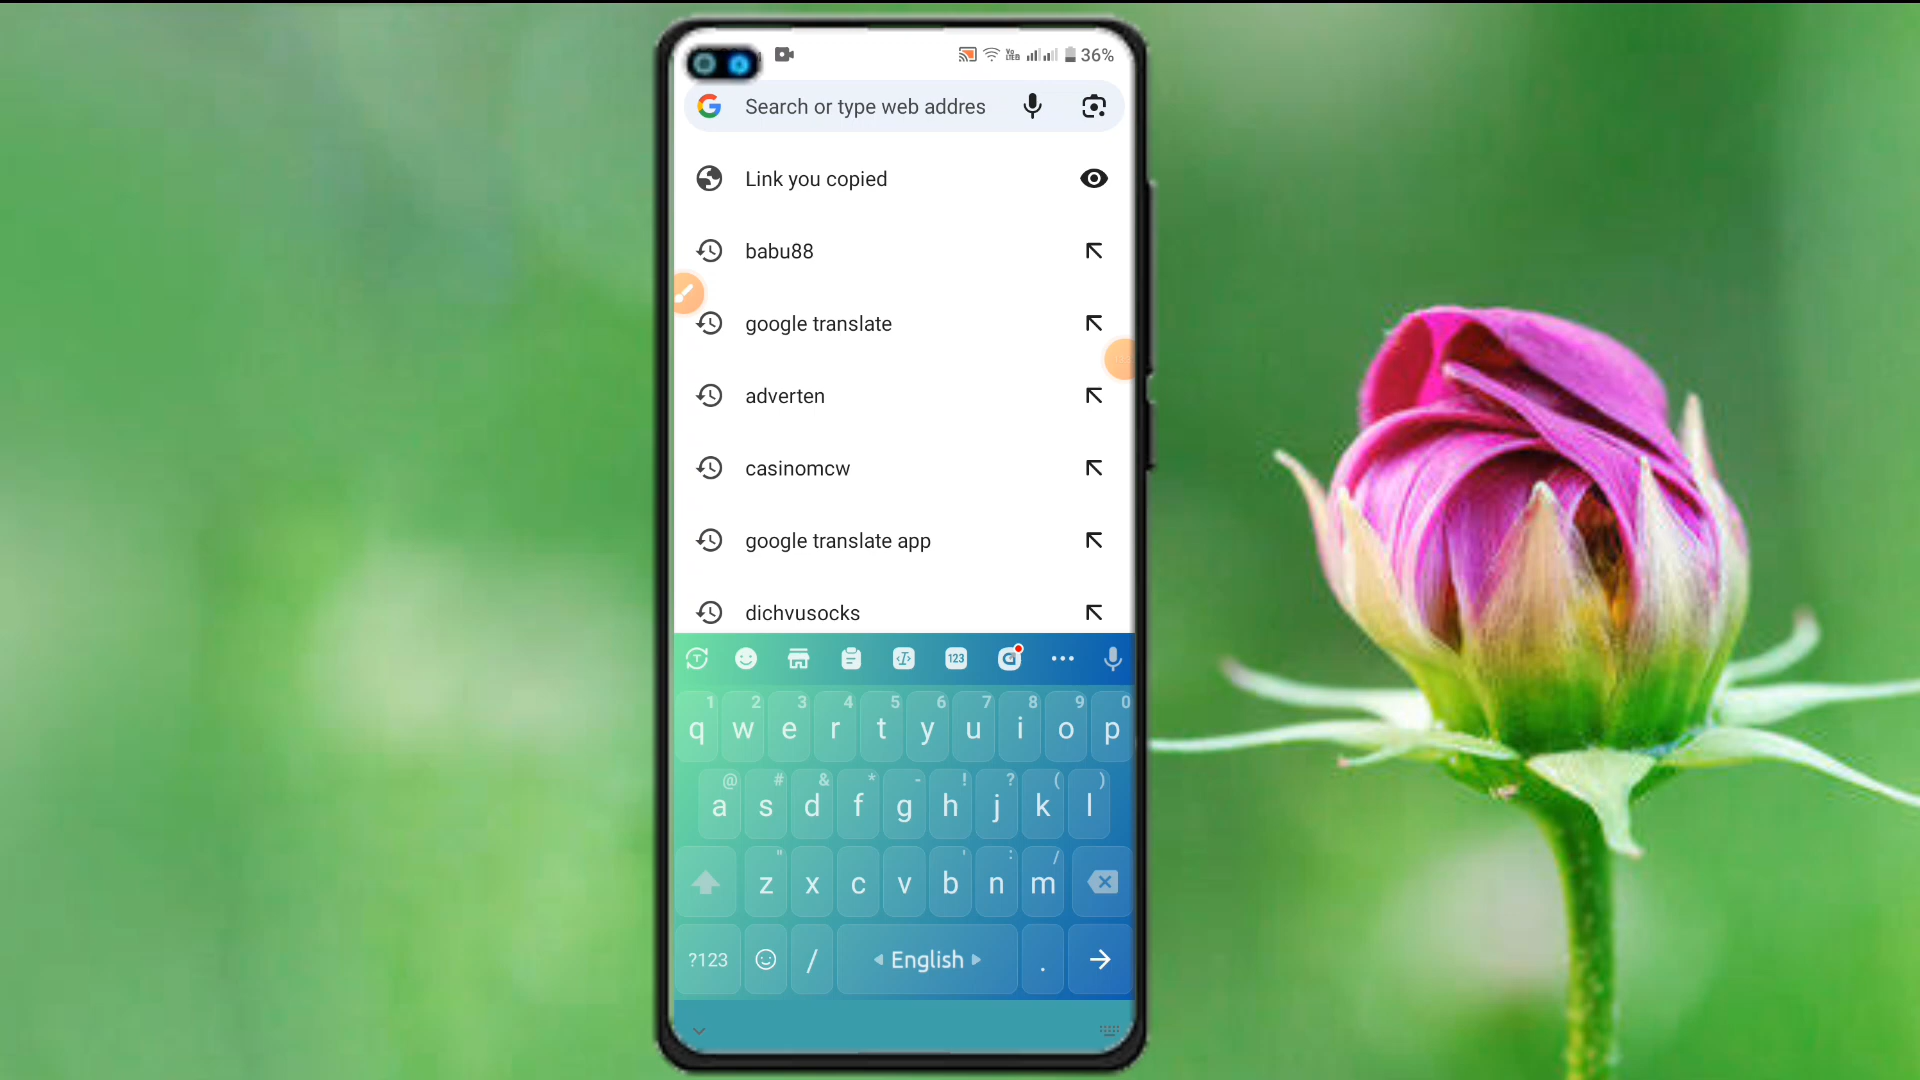 36%
Search or type web addres
Link you copied
babu88
google translate
adverten
casinomcw
google translate app
dichvusocks
123
1 2 3 4 5 6 7 8 9 0
q w e r t y u i o p
@ # & * - ! ? ( )
a s d f g h j k l
" ' : /
z x c v b n m
?123 / English .